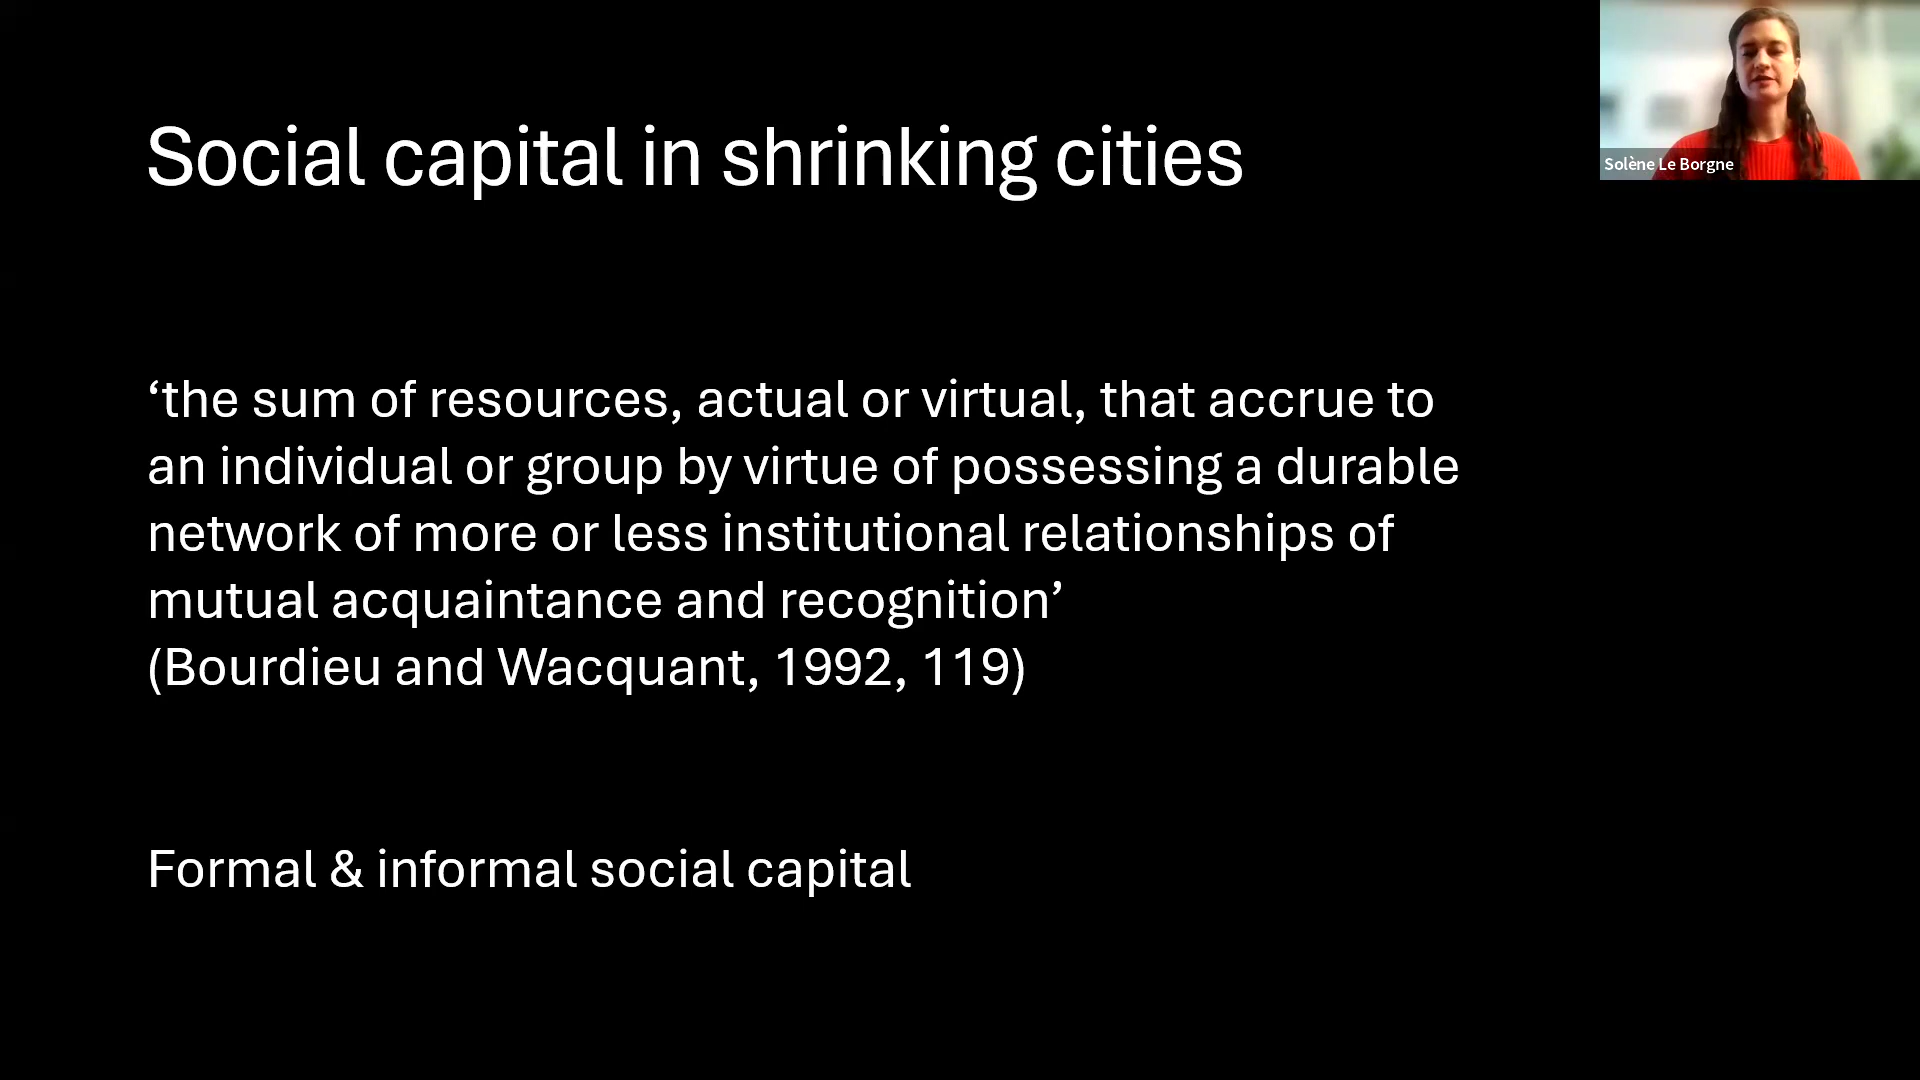 Social capital in shrinking cities
Solène Le Borgne
‘the sum of resources, actual or virtual, that accrue to
an individual or group by virtue of possessing a durable
network of more or less institutional relationships of
mutual acquaintance and recognition’
(Bourdieu and Wacquant, 1992, 119)
Formal & informal social capital